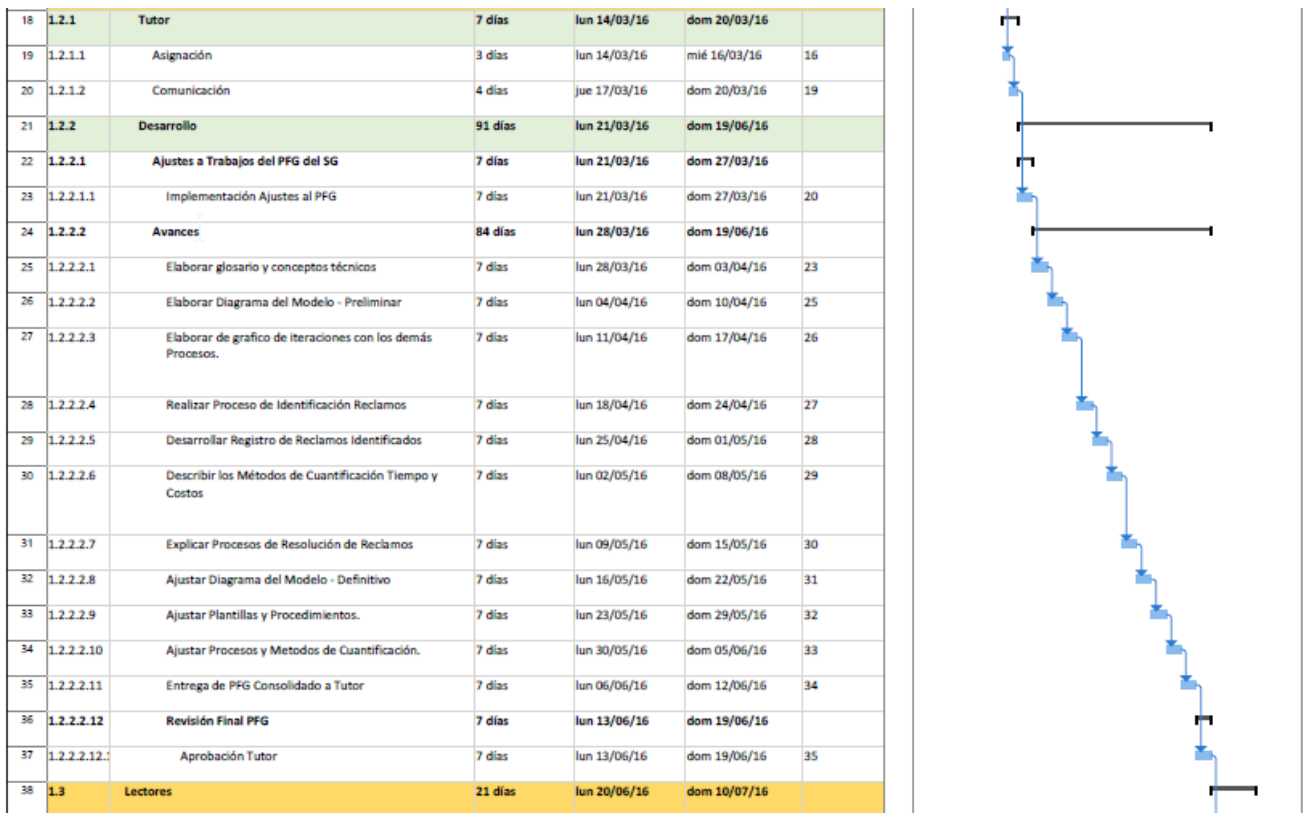 18 1.2.1 Tutor 7 días lun 14/03/16 dom 20/03/16
19 1.2.1.1 Asignación 3 días lun 14/03/16 mié 16/03/16 16
20 1.2.1.2 Comunicación 4 días jue 17/03/16 dom 20/03/16 19
21 1.2.2 Desarrollo 91 días lun 21/03/16 dom 19/06/16
22 1.2.2.1 Ajustes a Trabajos del PFG del SG 7 días lun 21/03/16 dom 27/03/16
23 1.2.2.1.1 Implementación Ajustes al PFG 7 días lun 21/03/16 dom 27/03/16 20
24 1.2.2.2 Avances 84 días lun 28/03/16 dom 19/06/16
25 1.2.2.2.1 Elaborar glosario y conceptos técnicos 7 días lun 28/03/16 dom 03/04/16 23
26 1.2.2.2.2 Elaborar Diagrama del Modelo - Preliminar 7 días lun 04/04/16 dom 10/04/16 25
27 1.2.2.2.3 Elaborar de grafico de iteraciones con los demás 7 días lun 11/04/16 dom 17/04/16 26
Procesos.
28 1.2.2.2.4 Realizar Proceso de Identificación Reclamos 7 días lun 18/04/16 dom 24/04/16 27
29 1.2.2.2.5 Desarrollar Registro de Reclamos Identificados 7 días lun 25/04/16 dom 01/05/16 28
30 1.2.2.2.6 Describir los Métodos de Cuantificación Tiempo y 7 días lun 02/05/16 dom 08/05/16 29
Costos
31 1.2.2.2.7 Explicar Procesos de Resolución de Reclamos 7 días lun 09/05/16 dom 15/05/16 30
32 1.2.2.2.8 Ajustar Diagrama del Modelo - Definitivo 7 días lun 16/05/16 dom 22/05/16 31
33 1.2.2.2.9 Ajustar Plantillas y Procedimientos. 7 días lun 23/05/16 dom 29/05/16 32
34 1.2.2.2.10 Ajustar Procesos y Metodos de Cuantificación. 7 días lun 30/05/16 dom 05/06/16 33
35 1.2.2.2.11 Entrega de PFG Consolidado a Tutor 7 días lun 06/06/16 dom 12/06/16 34
36 1.2.2.2.12 Revisión Final PFG 7 días lun 13/06/16 dom 19/06/16
37 1.2.2.2.12. Aprobación Tutor 7 días lun 13/06/16 dom 19/06/16 35
38 1.3 Lectores 21 días lun 20/06/16 dom 10/07/16